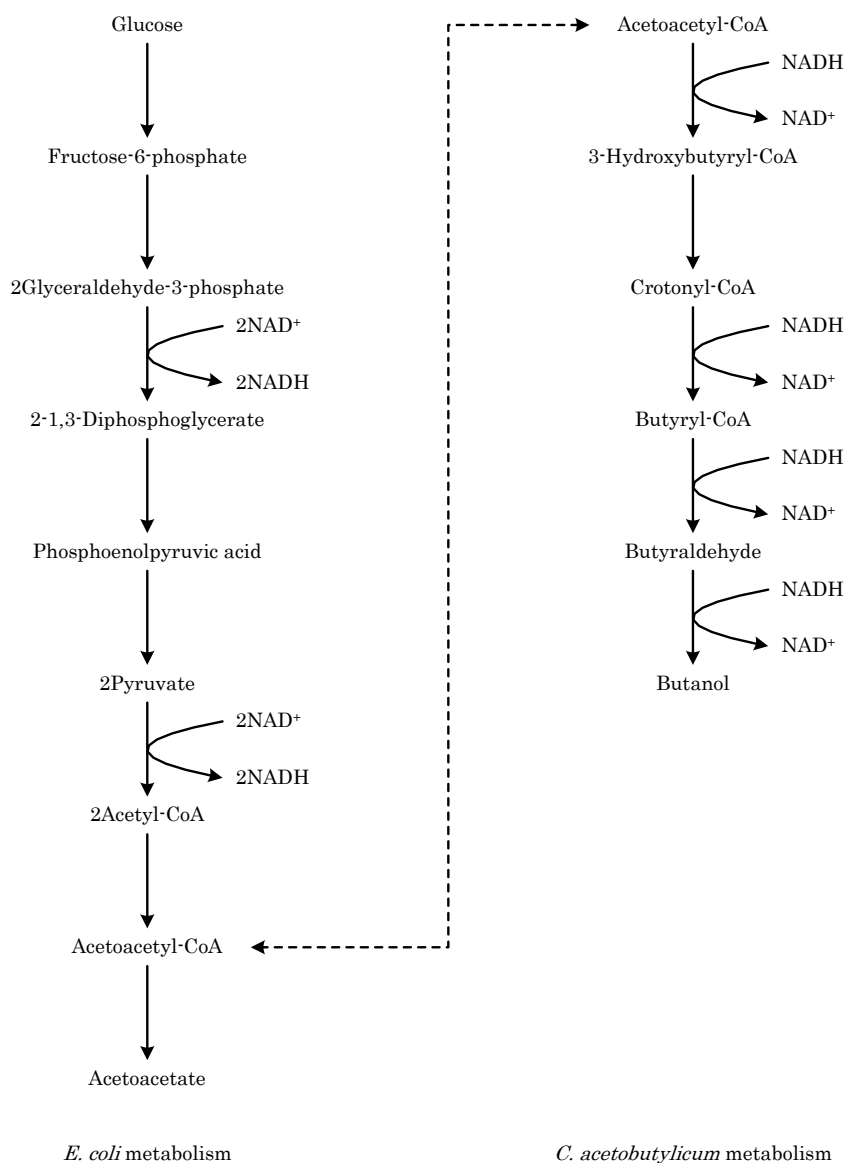 Glucose
Fructose-6-phosphate
2Glyceraldehyde-3-phosphate
2NAD⁺
2NADH
2-1,3-Diphosphoglycerate
Phosphoenolpyruvic acid
2Pyruvate
2NAD⁺
2NADH
2Acetyl-CoA
Acetoacetyl-CoA
Acetoacetate
E. coli metabolism
Acetoacetyl-CoA
NADH
NAD⁺
3-Hydroxybutyryl-CoA
Crotonyl-CoA
NADH
NAD⁺
Butyryl-CoA
NADH
NAD⁺
Butyraldehyde
NADH
NAD⁺
Butanol
C. acetobutylicum metabolism